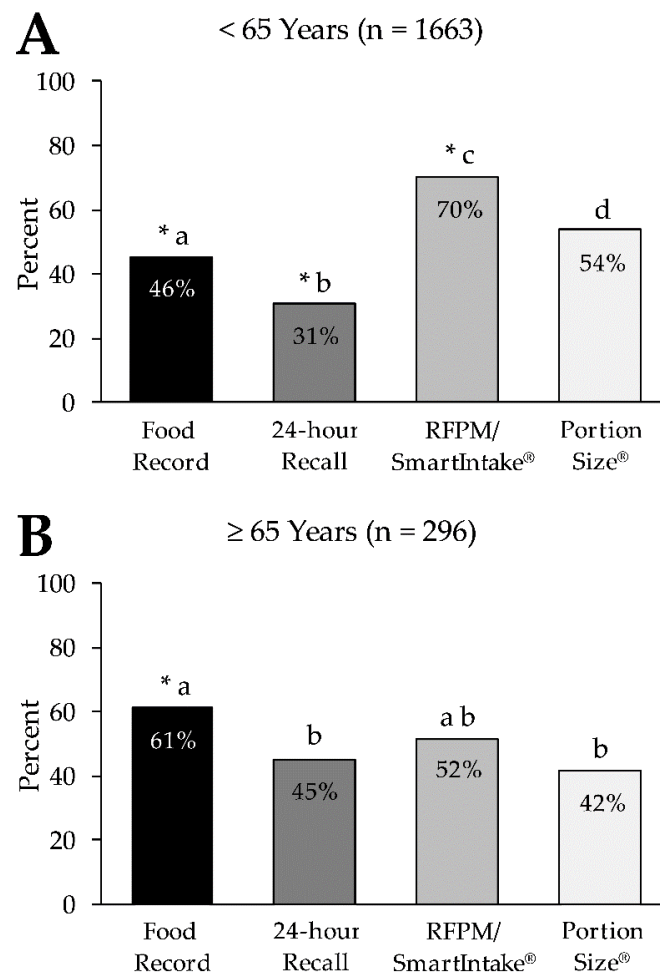 A
< 65 Years (n = 1663)
Percent
100
80
60
40
20
0
* a
* b
* c
d
46%
31%
70%
54%
Food
Record
24-hour
Recall
RFPM/
SmartIntake®
Portion
Size®
B
≥ 65 Years (n = 296)
Percent
100
80
60
40
20
0
* a
b
a b
b
61%
45%
52%
42%
Food
Record
24-hour
Recall
RFPM/
SmartIntake®
Portion
Size®